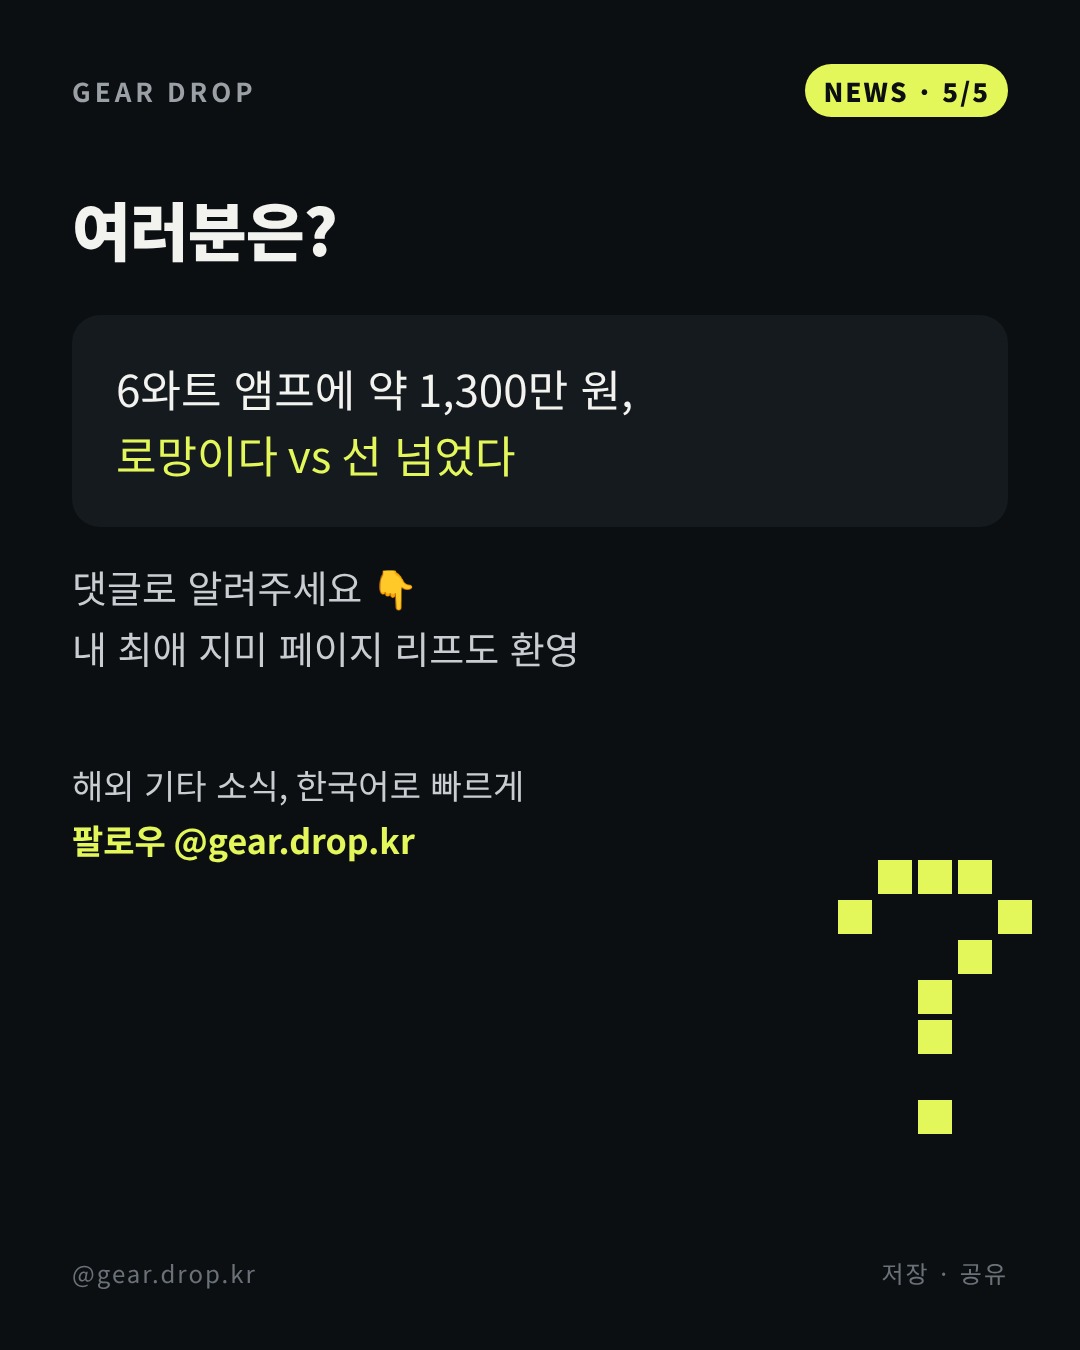 GEAR DROP
NEWS · 5/5
여러분은?
6와트 앰프에 약 1,300만 원,
로망이다 vs 선 넘었다
댓글로 알려주세요 👇
내 최애 지미 페이지 리프도 환영
해외 기타 소식, 한국어로 빠르게
팔로우 @gear.drop.kr
@gear.drop.kr
저장 · 공유